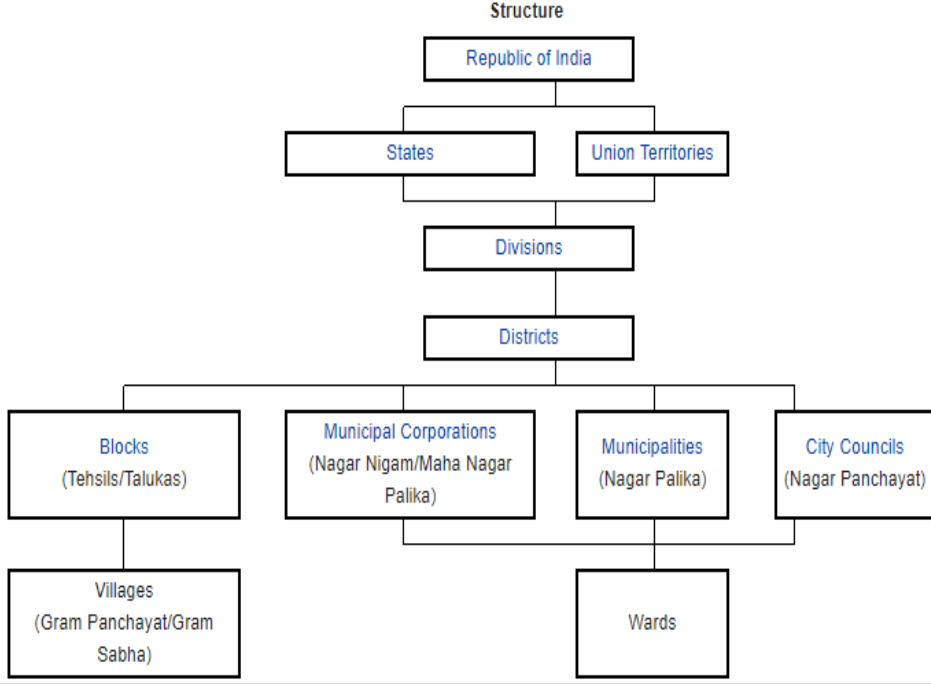 Structure
Republic of India
States
Union Territories
Divisions
Districts
Blocks
(Tehsils/Talukas)
Municipal Corporations
(Nagar Nigam/Maha Nagar
Palika)
Municipalities
(Nagar Palika)
City Councils
(Nagar Panchayat)
Villages
(Gram Panchayat/Gram
Sabha)
Wards